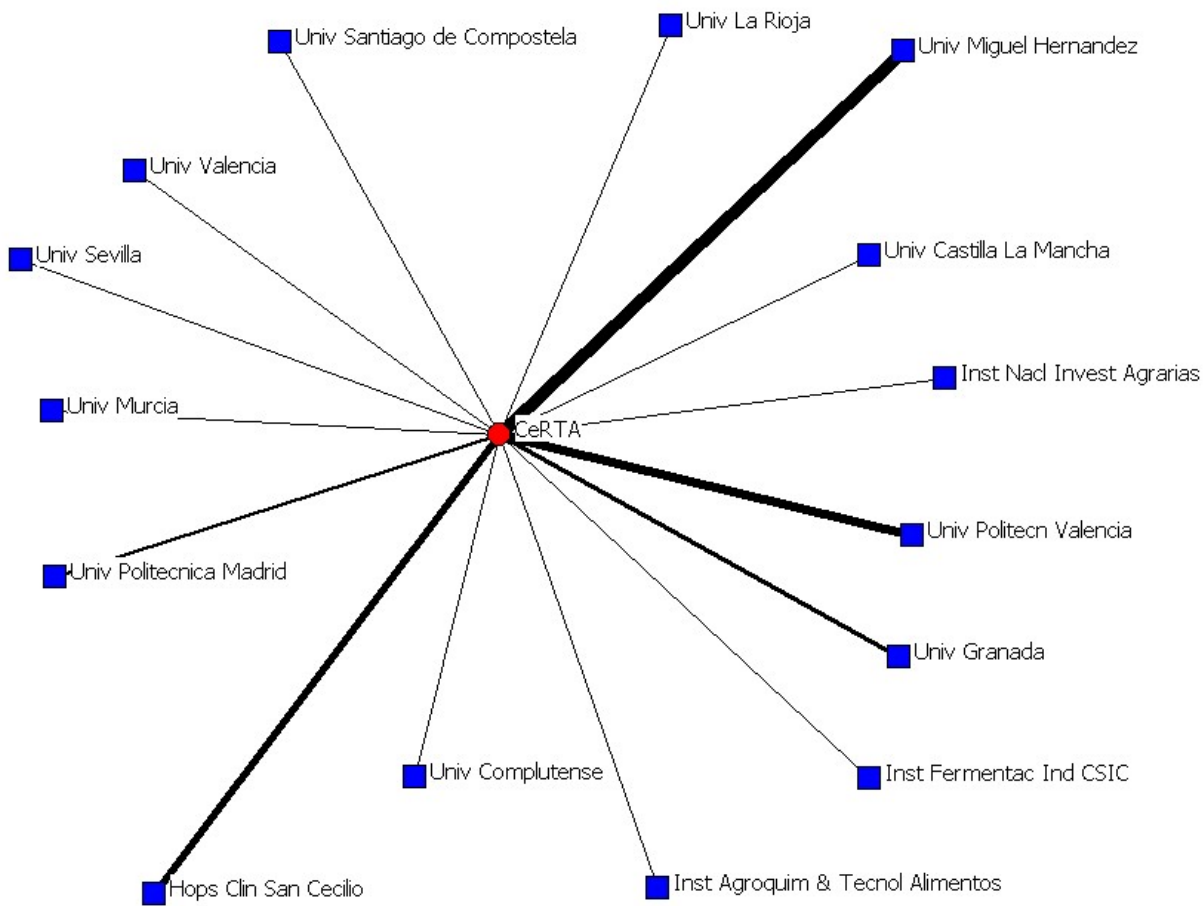 Univ La Rioja
Univ Santiago de Compostela
Univ Miguel Hernandez
Univ Valencia
Univ Sevilla
Univ Castilla La Mancha
Inst Nacl Invest Agrarias
Univ Murcia
CeRTA
Univ Politecn Valencia
Univ Politecnica Madrid
Univ Granada
Univ Complutense
Inst Fermentac Ind CSIC
Hops Clin San Cecilio
Inst Agroquim & Tecnol Alimentos